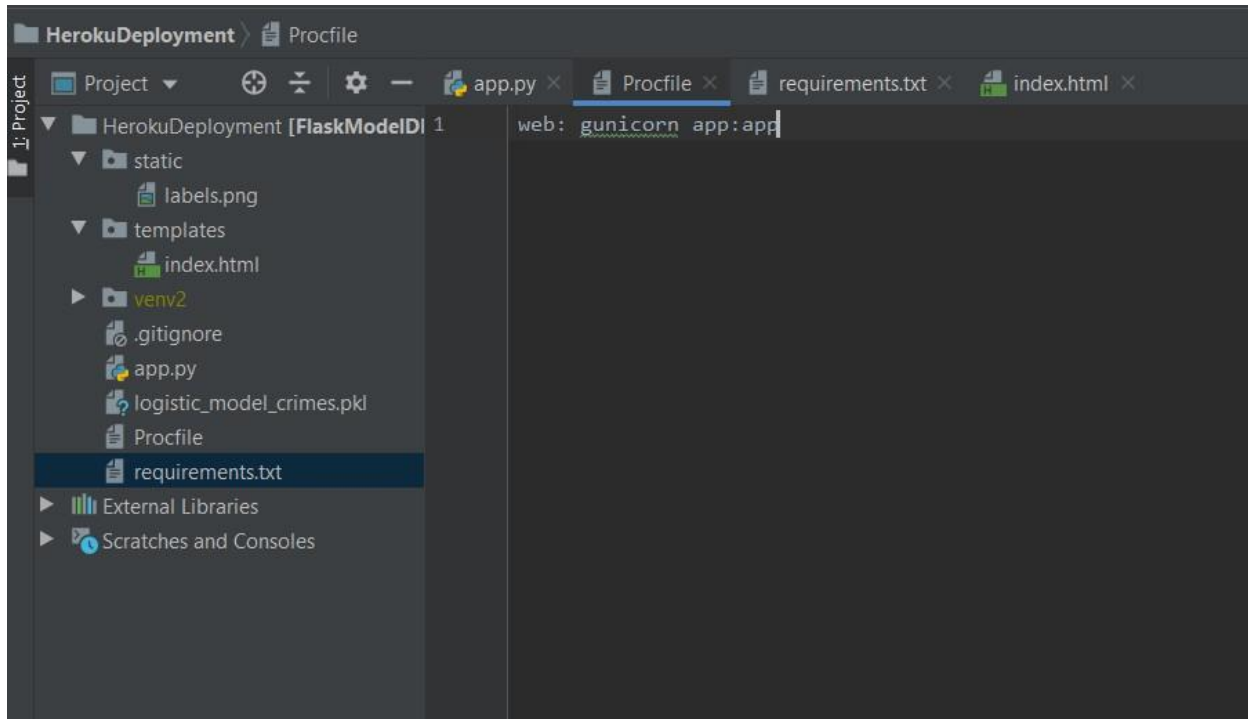 HerokuDeployment Procfile
1: Project
Project
app.py
Procfile
requirements.txt
index.html
HerokuDeployment [FlaskModelDI
static
labels.png
templates
index.html
venv2
.gitignore
app.py
logistic_model_crimes.pkl
Procfile
requirements.txt
External Libraries
Scratches and Consoles
1 web: gunicorn app:app